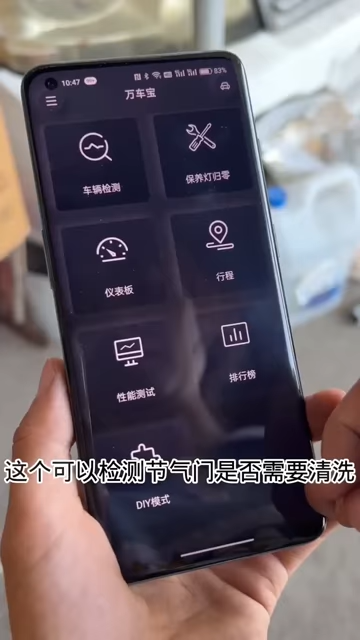 10:47
83%
万车宝
车辆检测
保养灯归零
仪表板
行程
性能测试
排行榜
这个可以检测节气门是否需要清洗
DIY模式